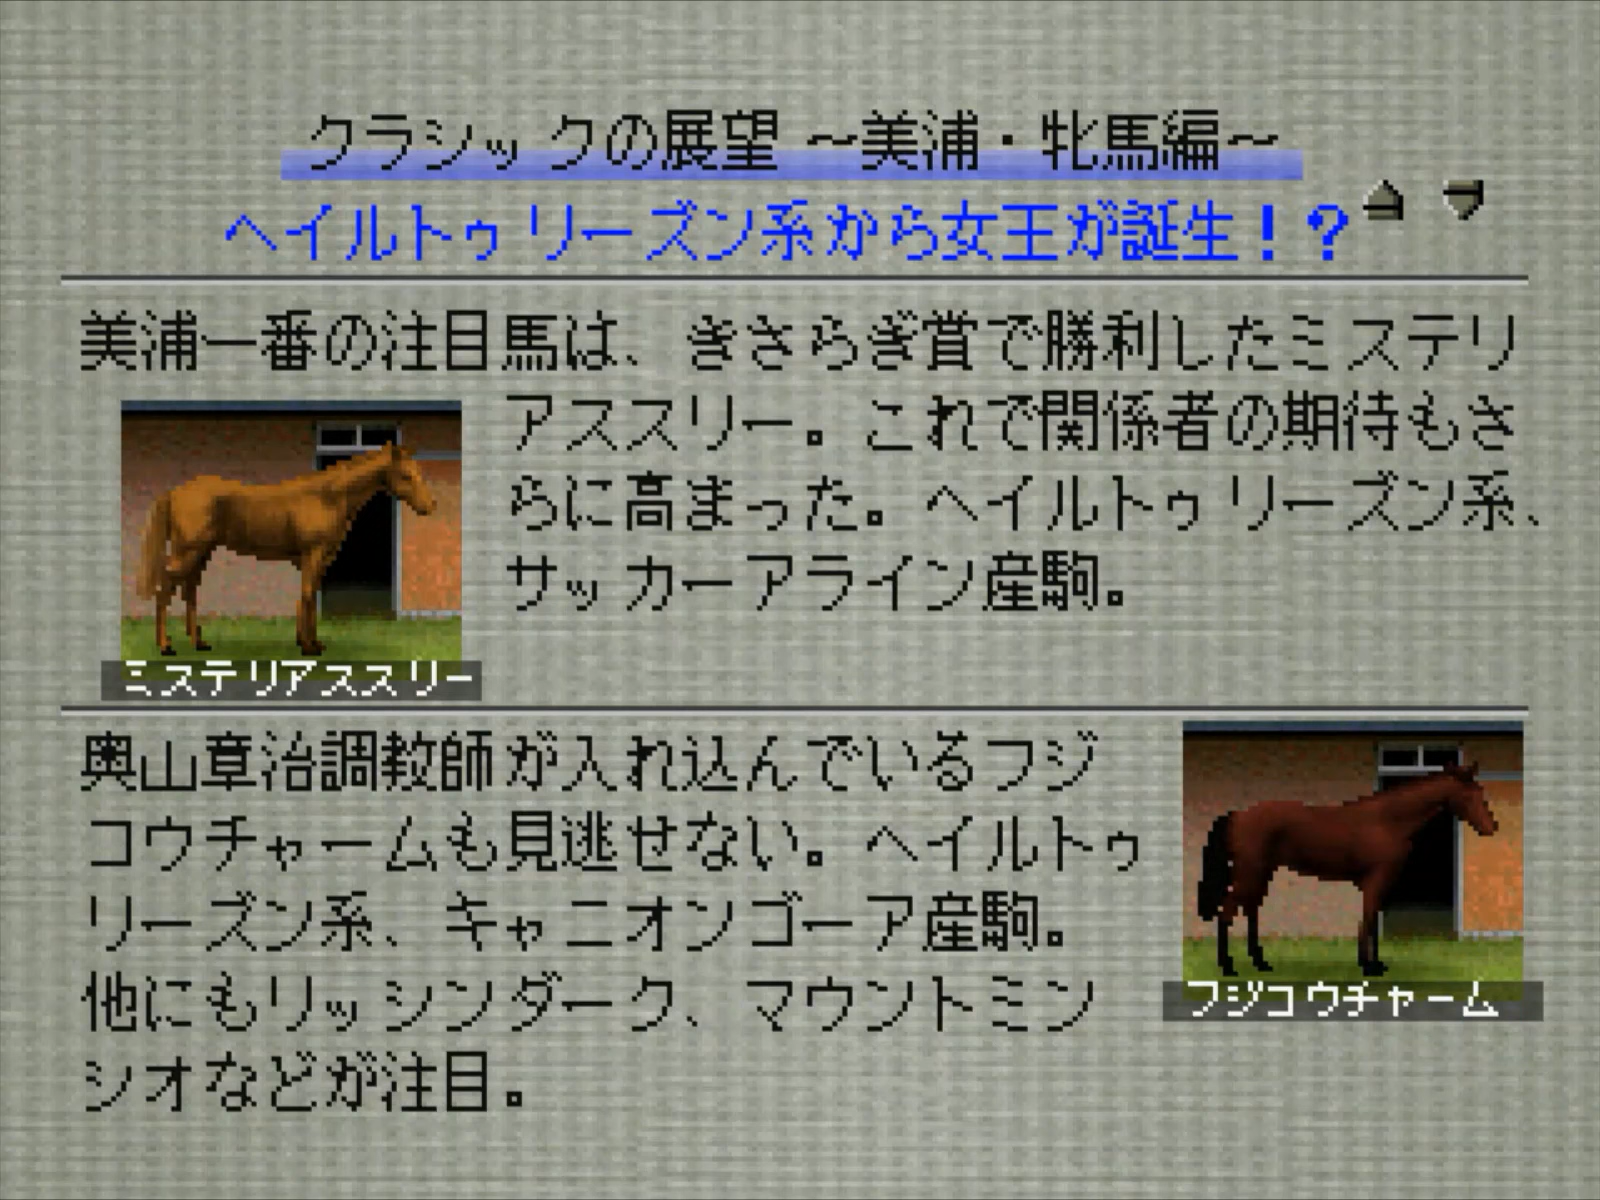 クラシックの展望 ～美浦・牝馬編～
ヘイルトゥリーズン系から女王が誕生！？
美浦一番の注目馬は、きさらぎ賞で勝利したミステリ
アススリー。これで関係者の期待もさ
らに高まった。ヘイルトゥリーズン系、
サッカーアライン産駒。
ミステリアススリー
奥山章治調教師が入れ込んでいるフジ
コウチャームも見逃せない。ヘイルトゥ
リーズン系、キャニオンゴーア産駒。
他にもリッシンダーク、マウントミン
シオなどが注目。
フジコウチャーム